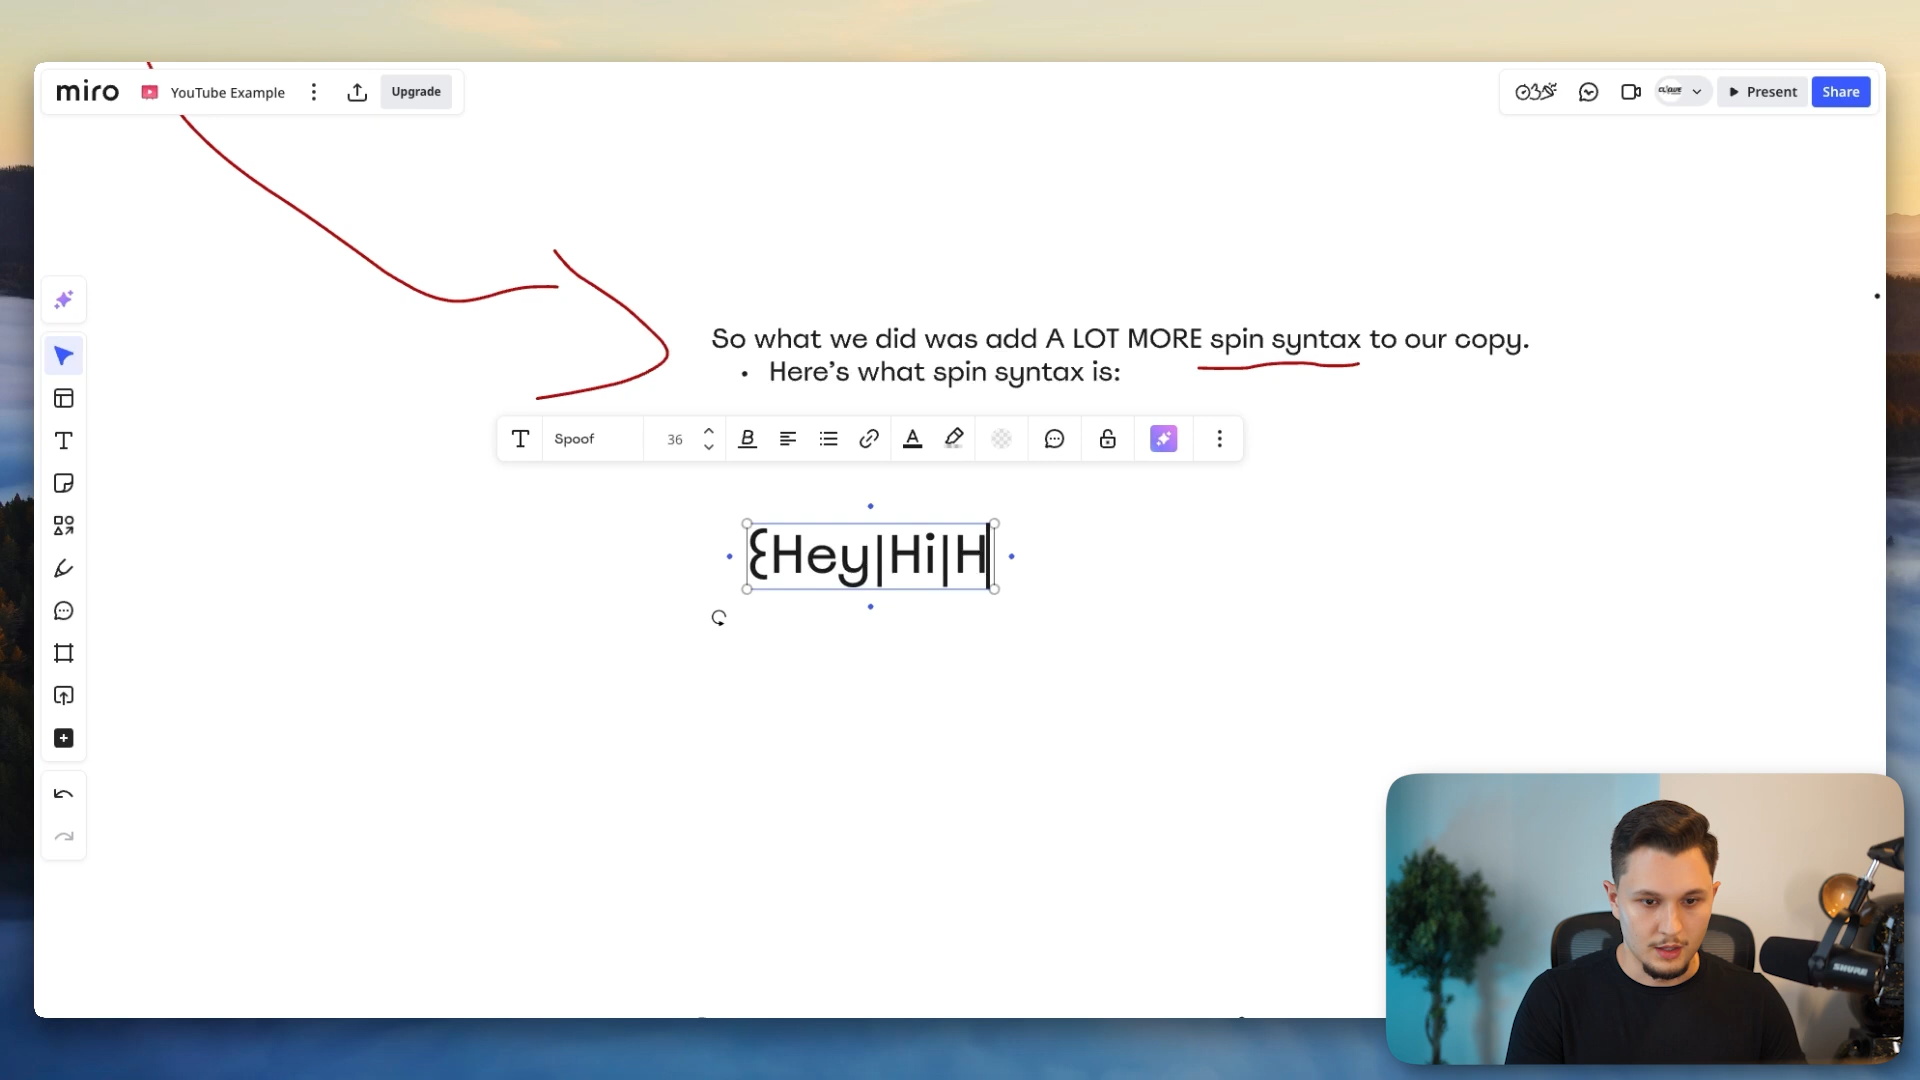 miro
YouTube Example
Upgrade
Present
Share
So what we did was add A LOT MORE spin syntax to our copy.
• Here's what spin syntax is:
Spoof
36
{Hey|Hi|H
SHURE